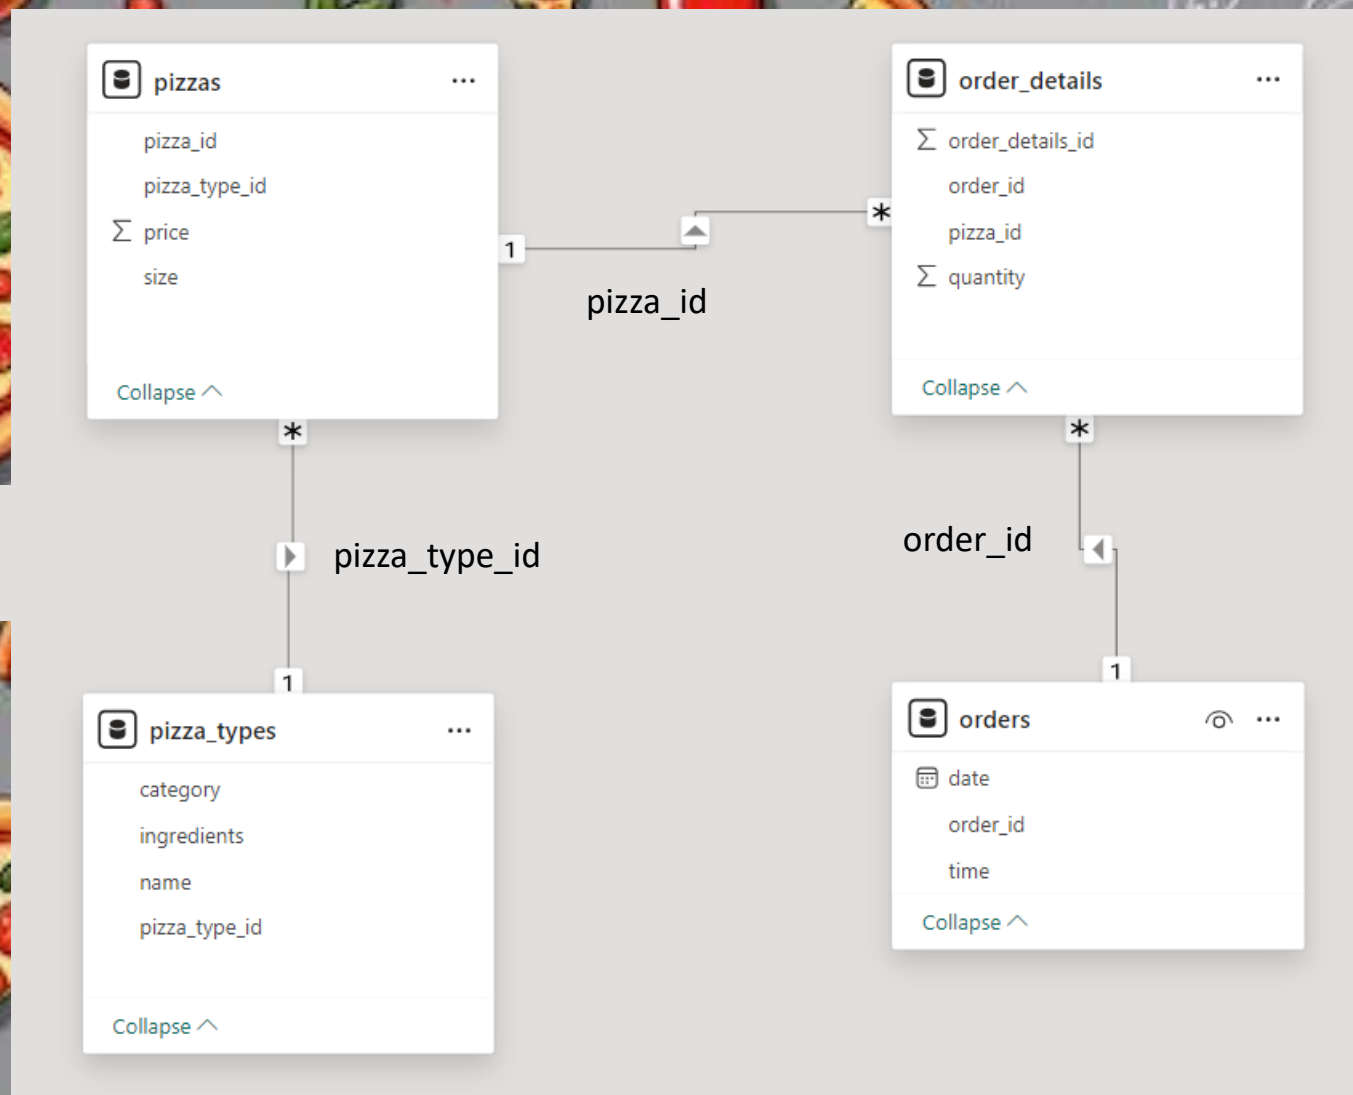 pizzas
pizza_id
pizza_type_id
Σ price
size
Collapse
1
*
pizza_id
order_details
Σ order_details_id
order_id
pizza_id
Σ quantity
Collapse
*
*
pizza_type_id
order_id
1
1
pizza_types
category
ingredients
name
pizza_type_id
Collapse
orders
date
order_id
time
Collapse